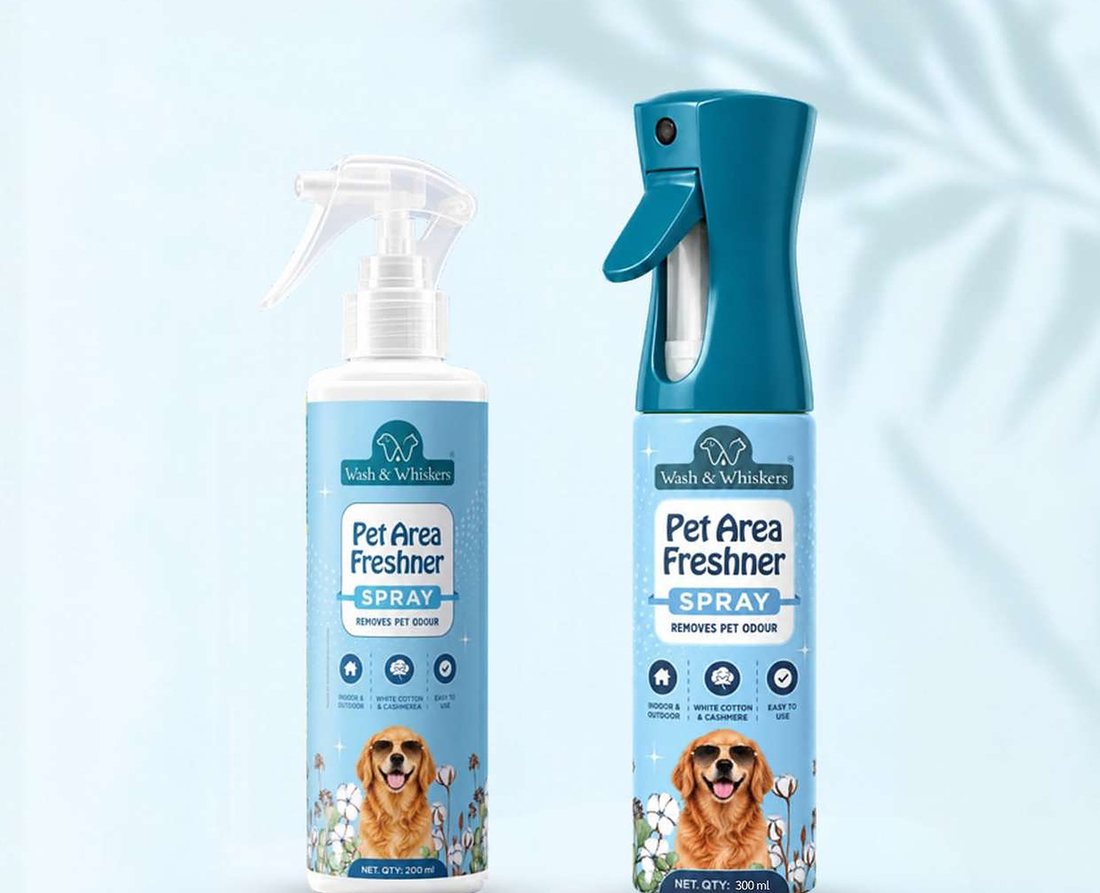 Wash & Whiskers
Pet Area
Freshner
SPRAY
REMOVES PET ODOUR
INDOOR &
OUTDOOR
WHITE COTTON
& CASHMEREA
EASY TO
USE
NET. QTY: 200 ml
Wash & Whiskers
Pet Area
Freshner
SPRAY
REMOVES PET ODOUR
INDOOR &
OUTDOOR
WHITE COTTON
& CASHMERE
EASY TO
USE
NET. QTY: 300 ml